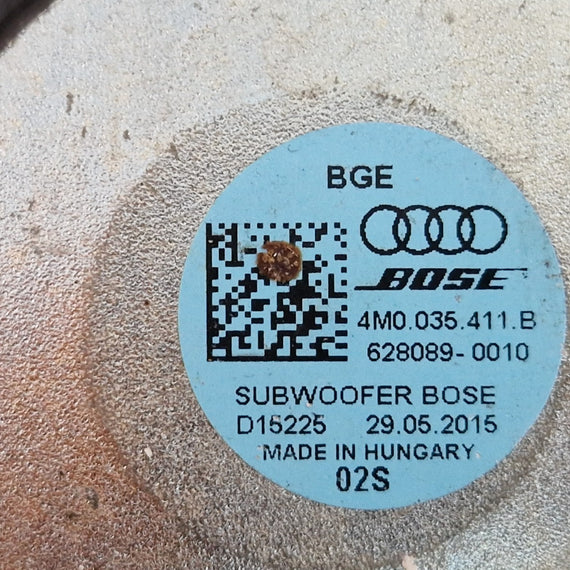 BGE
BOSE
4M0.035.411.B
628089-0010
SUBWOOFER BOSE
D15225 29.05.2015
MADE IN HUNGARY
02S